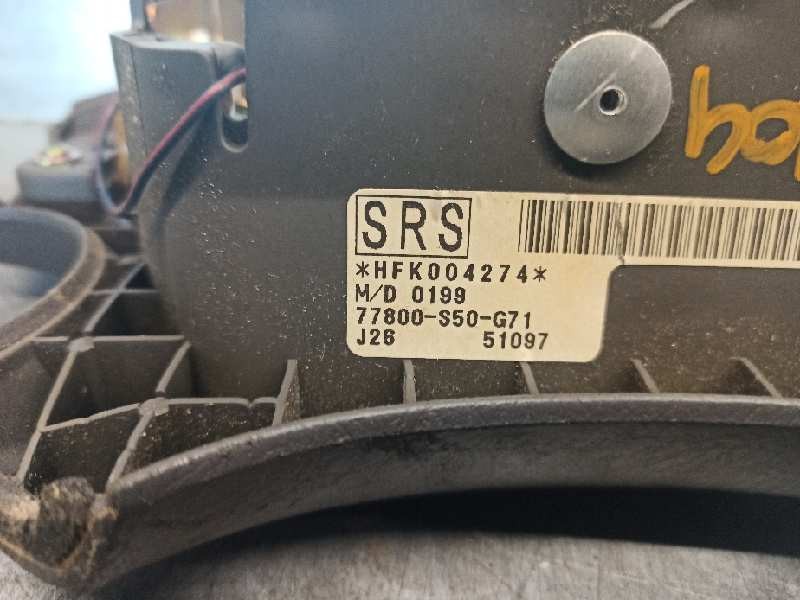 SRS
*HFK004274*
M/D 0199
77800-S50-G71
J26 51097